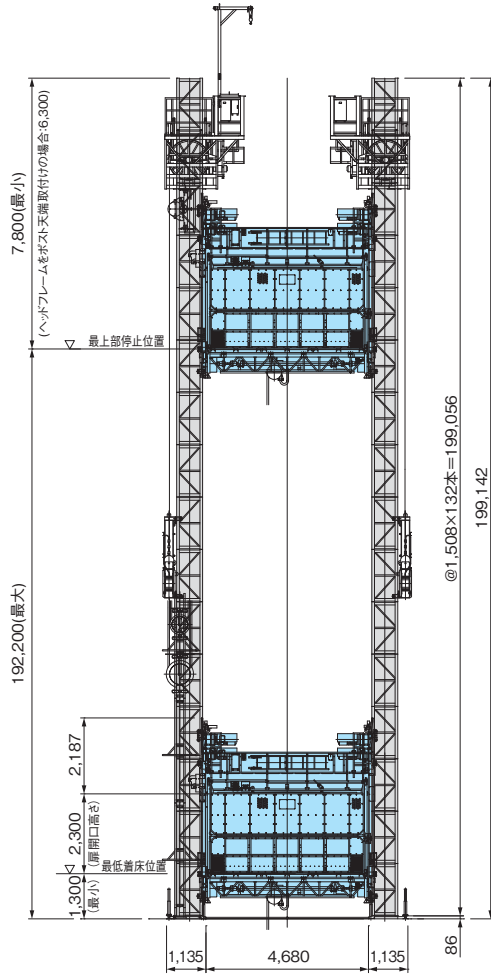 7,800(最小)
(ヘッドフレームをポスト天端取付けの場合:6,300)
最上部停止位置
192,200(最大)
@1,508×132本=199,056
199,142
2,187
2,300
(扉開口高さ)
最低着床位置
1,300
(最小)
86
1,135
4,680
1,135